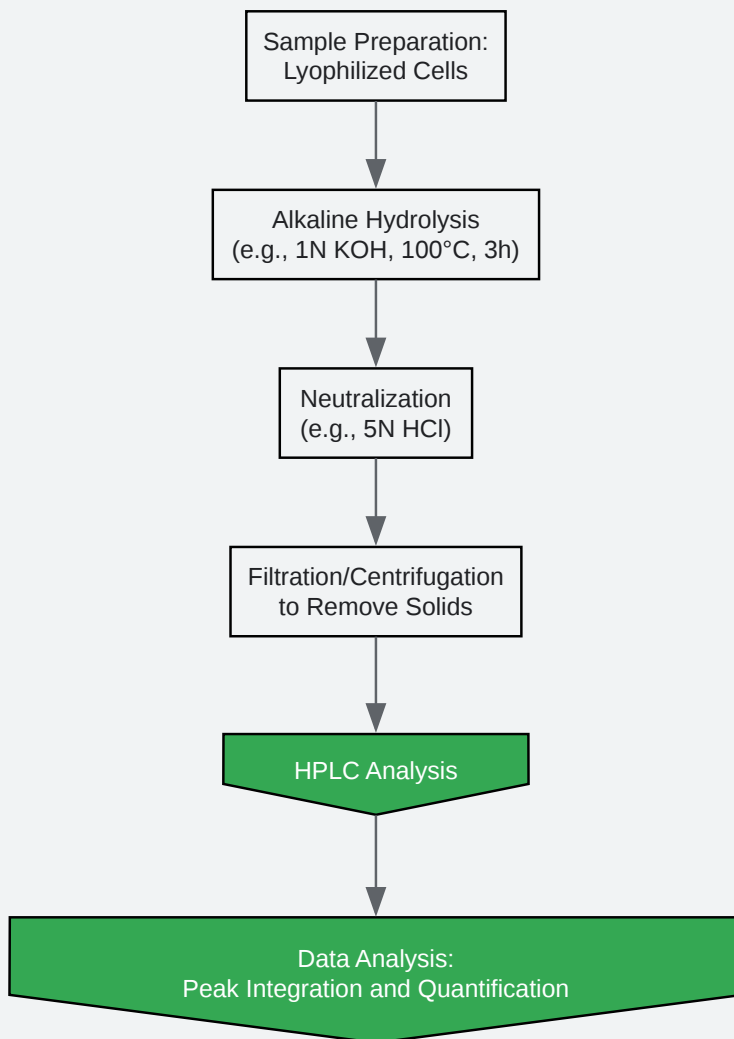 Sample Preparation:
Lyophilized Cells
Alkaline Hydrolysis
(e.g., 1N KOH, 100°C, 3h)
Neutralization
(e.g., 5N HCl)
Filtration/Centrifugation
to Remove Solids
HPLC Analysis
Data Analysis:
Peak Integration and Quantification